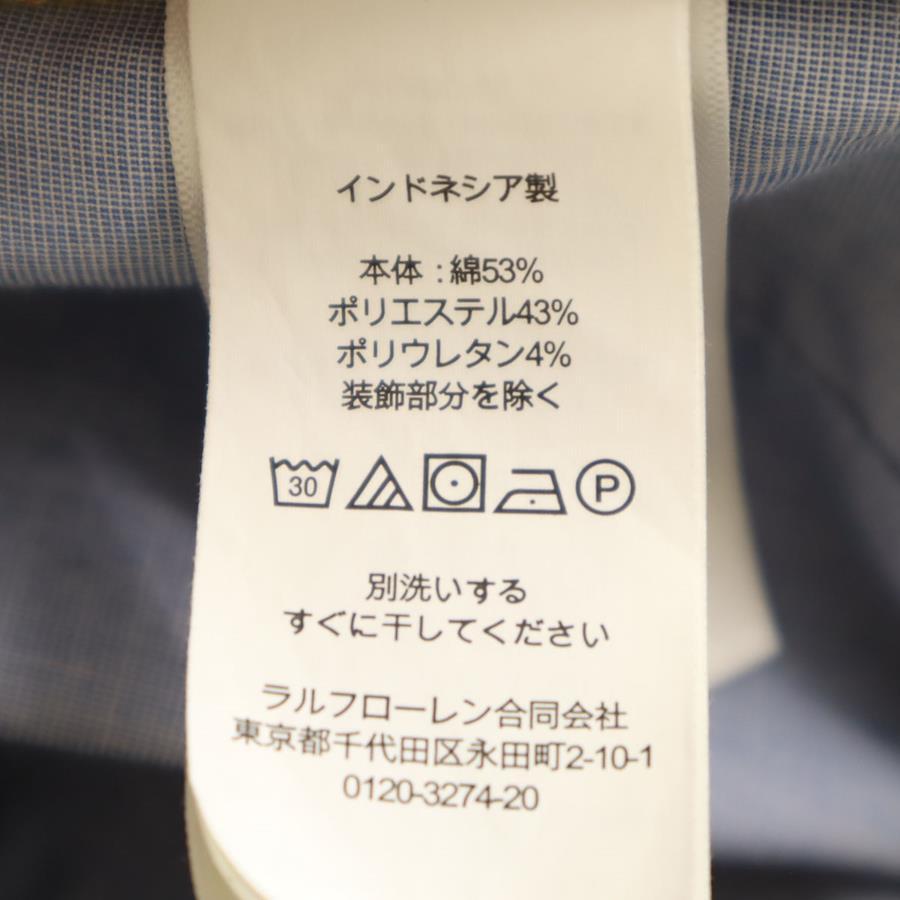 インドネシア製
本体 : 綿53%
ポリエステル43%
ポリウレタン4%
装飾部分を除く
30 P
別洗いする
すぐに干してください
ラルフローレン合同会社
東京都千代田区永田町2-10-1
0120-3274-20